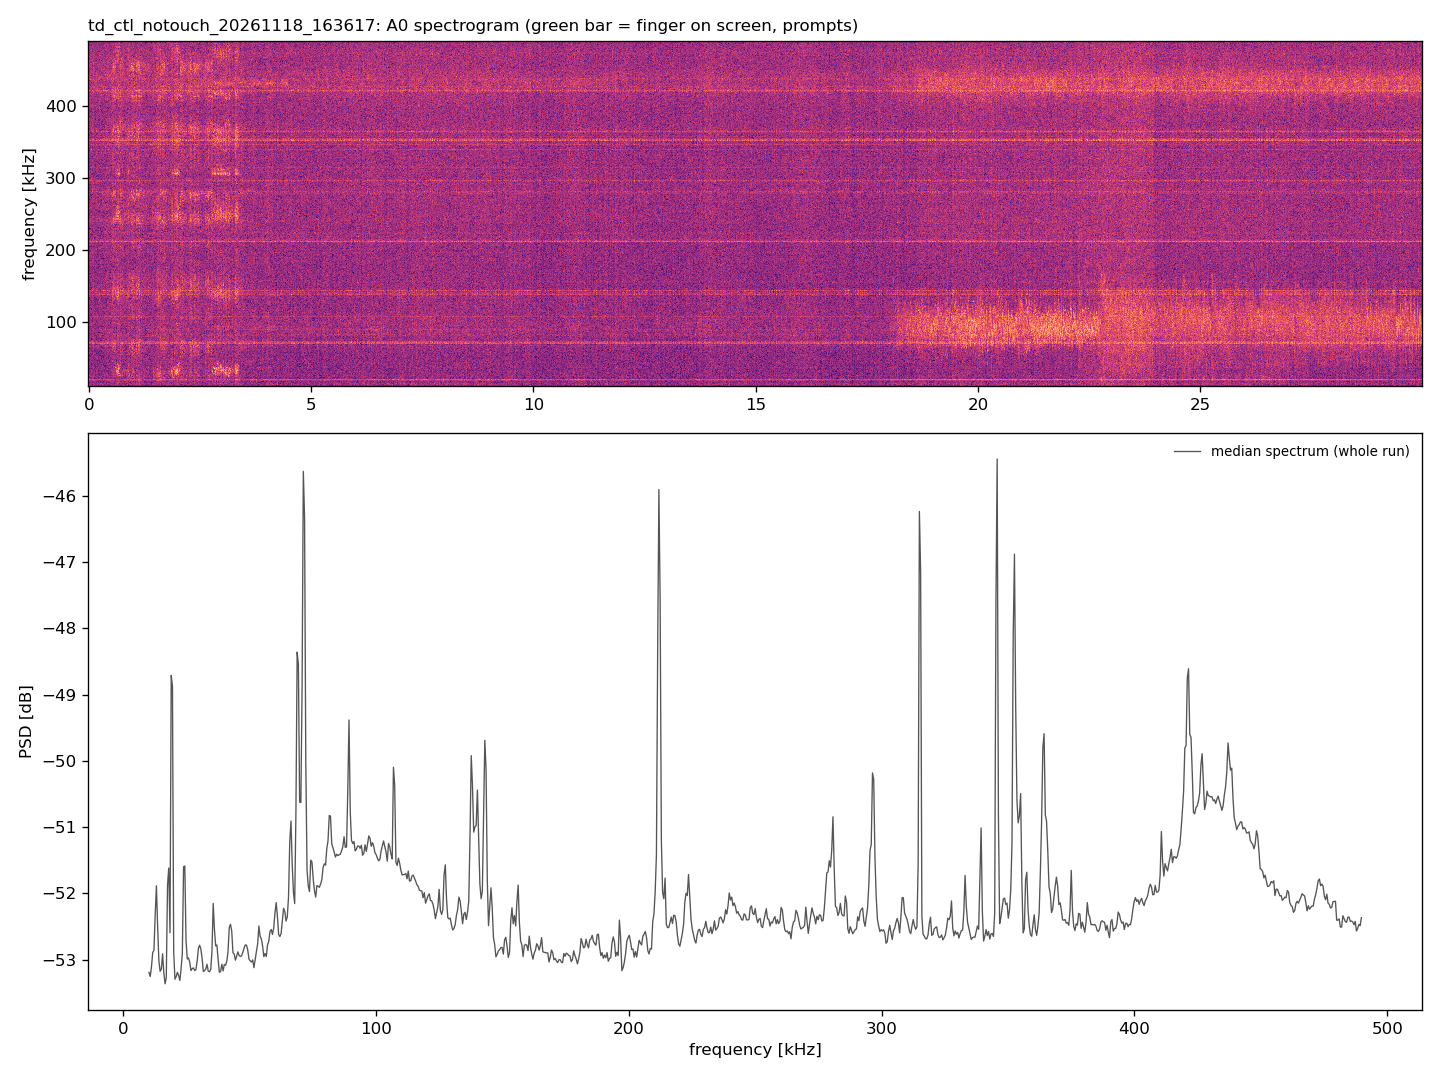 td_ctl_notouch_20261118_163617: A0 spectrogram (green bar = finger on screen, prompts)
frequency [kHz]
400
300
200
100
0 5 10 15 20 25
median spectrum (whole run)
PSD [dB]
−46
−47
−48
−49
−50
−51
−52
−53
0 100 200 300 400 500
frequency [kHz]